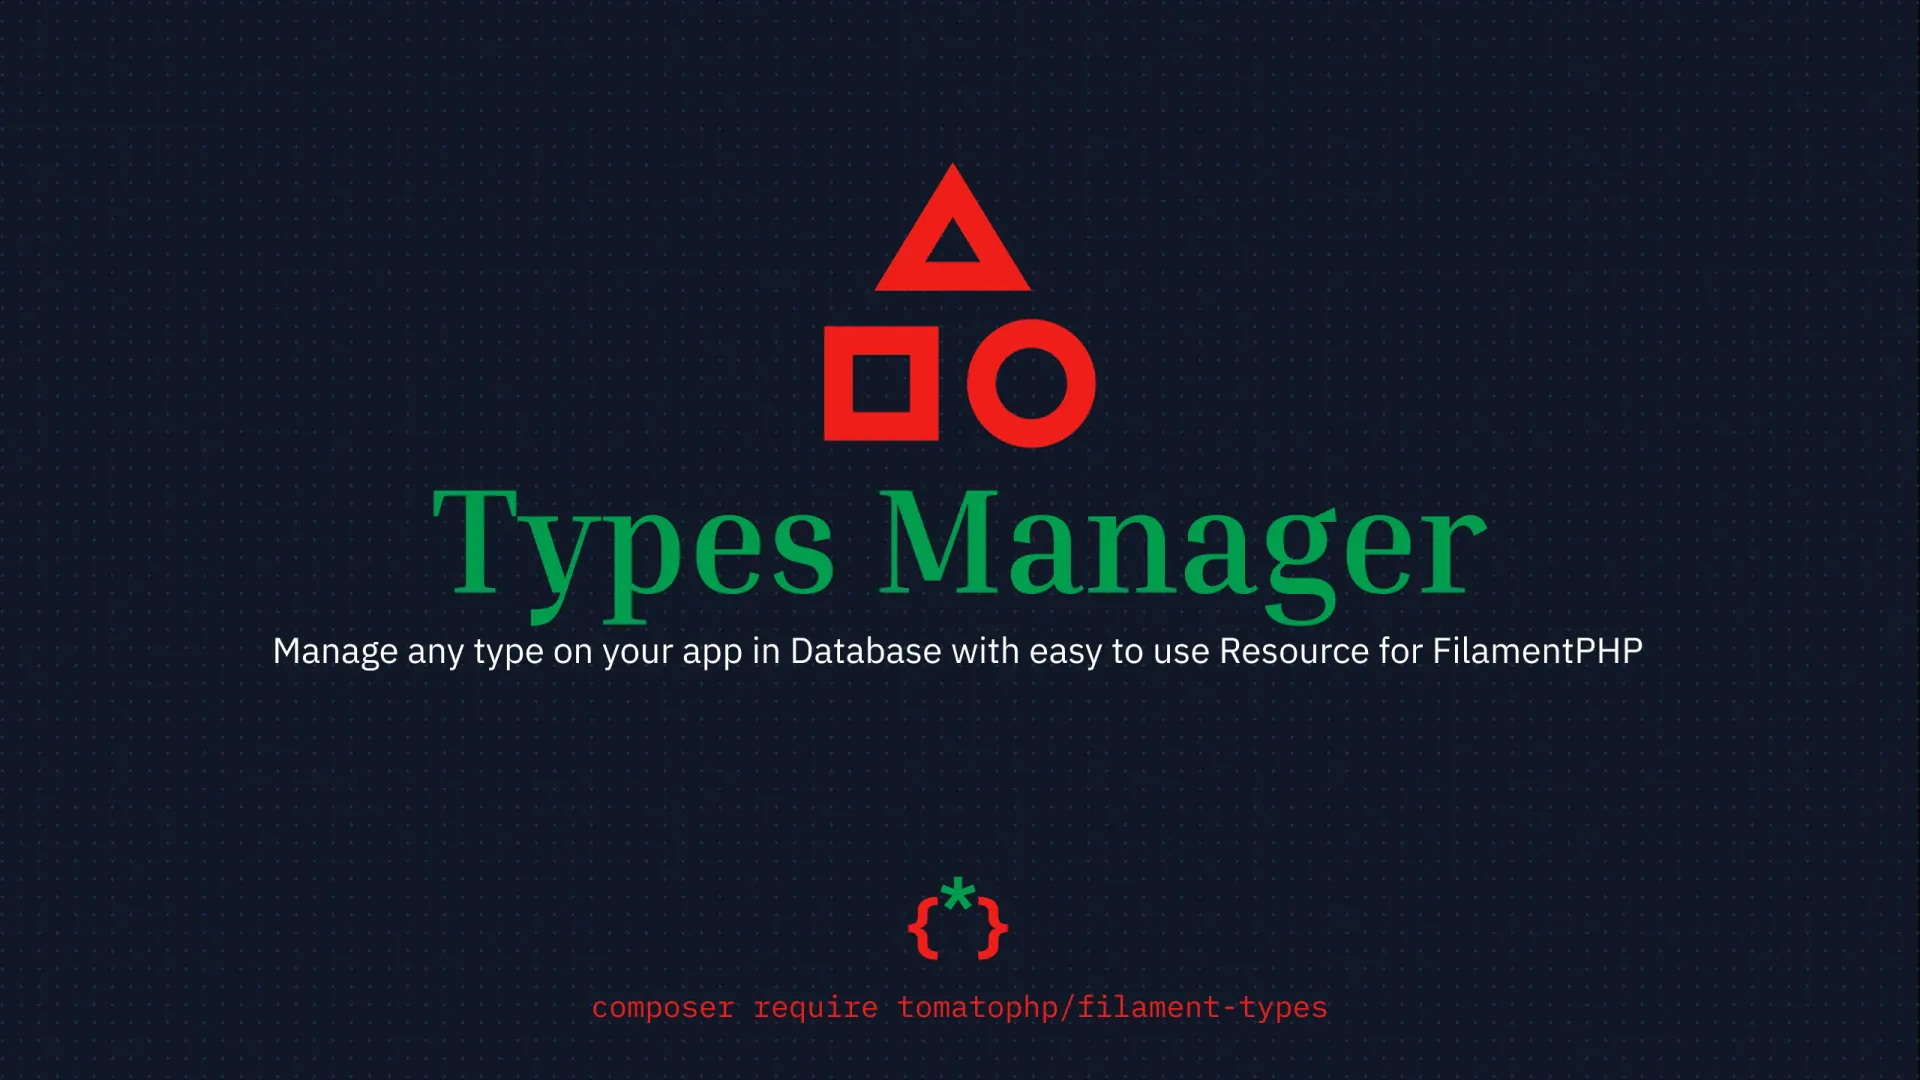 Types Manager
Manage any type on your app in Database with easy to use Resource for FilamentPHP
{*}
composer require tomatophp/filament-types